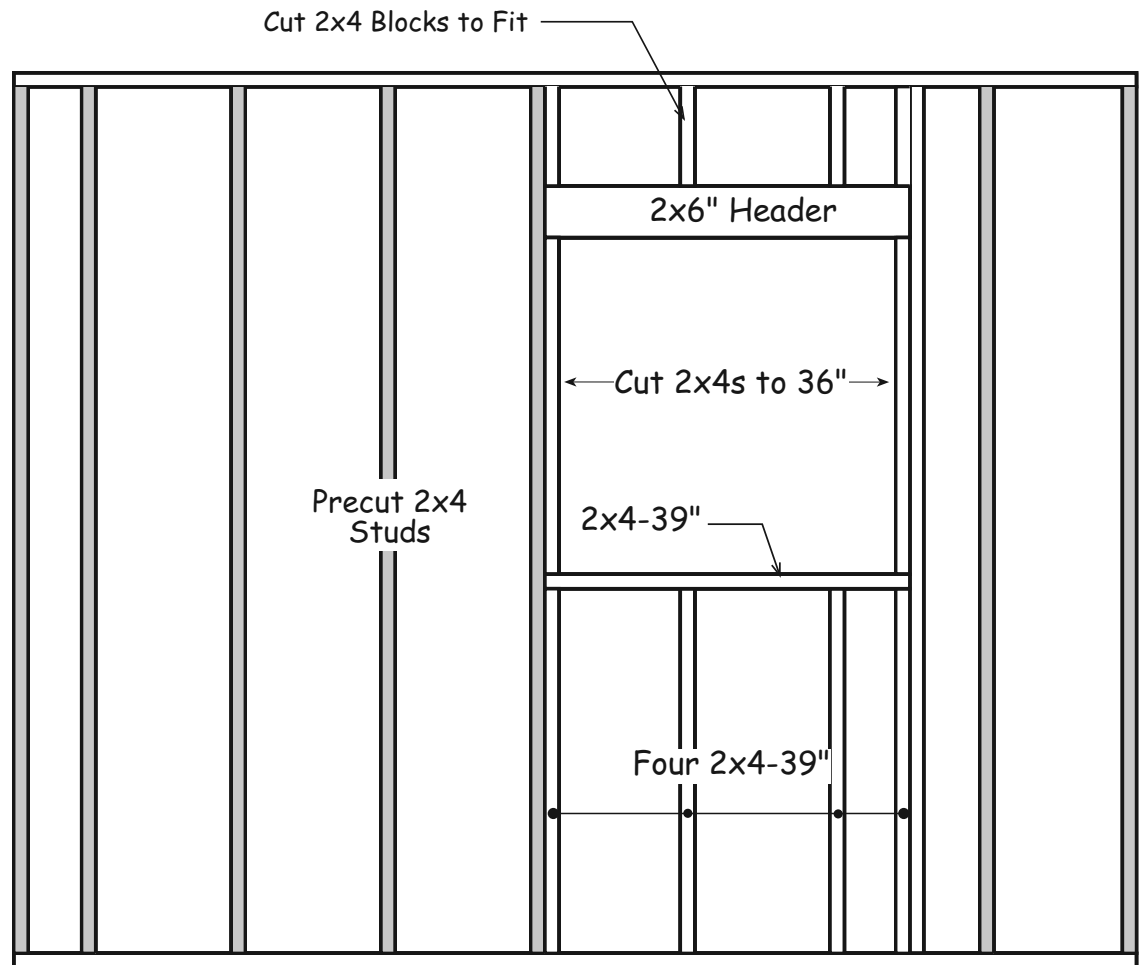 Cut 2x4 Blocks to Fit
2x6" Header
Cut 2x4s to 36"
Precut 2x4
Studs
2x4-39"
Four 2x4-39"